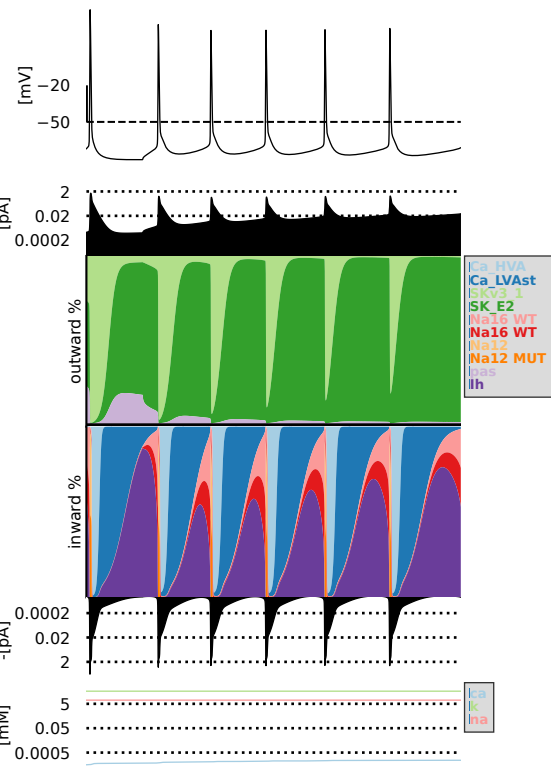 [mV]
−20
−50
[pA]
2
0.02
0.0002
outward %
Ca_HVA
Ca_LVAst
SKv3_1
SK_E2
Na16 WT
Na16 WT
Na12
Na12 MUT
pas
Ih
inward %
-[pA]
0.0002
0.02
2
[mM]
5
0.05
0.0005
ca
k
na